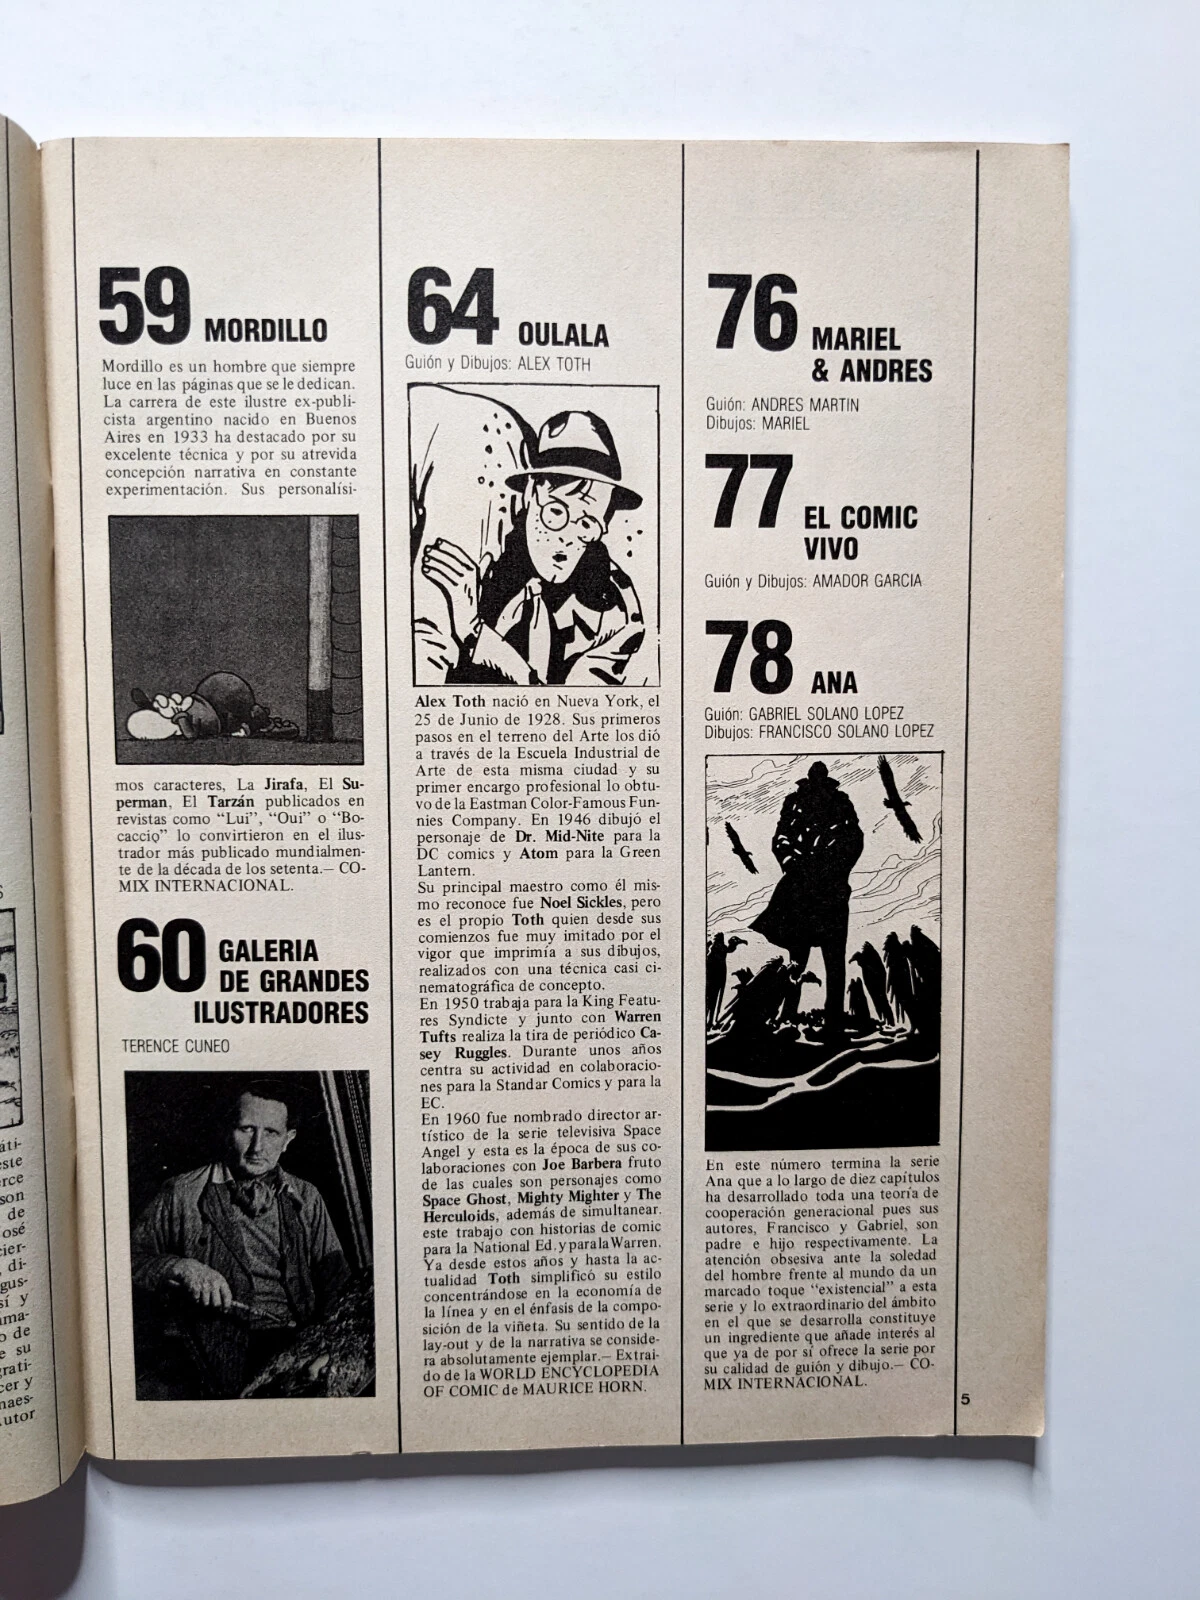 59 MORDILLO
Mordillo es un hombre que siempre
luce en las páginas que se le dedican.
La carrera de este ilustre ex-publi-
cista argentino nacido en Buenos
Aires en 1933 ha destacado por su
excelente técnica y por su atrevida
concepción narrativa en constante
experimentación. Sus personalísi-
mos caracteres, La Jirafa, El Su-
perman, El Tarzán publicados en
revistas como “Lui”, “Oui” o “Bo-
caccio” lo convirtieron en el ilus-
trador más publicado mundialmen-
te de la década de los setenta.— CO-
MIX INTERNACIONAL.
60 GALERIA
DE GRANDES
ILUSTRADORES
TERENCE CUNEO
64 OULALA
Guión y Dibujos: ALEX TOTH
Alex Toth nació en Nueva York, el
25 de Junio de 1928. Sus primeros
pasos en el terreno del Arte los dió
a través de la Escuela Industrial de
Arte de esta misma ciudad y su
primer encargo profesional lo obtu-
vo de la Eastman Color-Famous Fun-
nies Company. En 1946 dibujó el
personaje de Dr. Mid-Nite para la
DC comics y Atom para la Green
Lantern.
Su principal maestro como él mis-
mo reconoce fue Noel Sickles, pero
es el propio Toth quien desde sus
comienzos fue muy imitado por el
vigor que imprimía a sus dibujos,
realizados con una técnica casi ci-
nematográfica de concepto.
En 1950 trabaja para la King Featu-
res Syndicte y junto con Warren
Tufts realiza la tira de periódico Ca-
sey Ruggles. Durante unos años
centra su actividad en colaboracio-
nes para la Standar Comics y para la
EC.
En 1960 fue nombrado director ar-
tístico de la serie televisiva Space
Angel y esta es la época de sus co-
laboraciones con Joe Barbera fruto
de las cuales son personajes como
Space Ghost, Mighty Mighter y The
Herculoids, además de simultanear.
este trabajo con historias de comic
para la National Ed. y para la Warren.
Ya desde estos años y hasta la ac-
tualidad Toth simplificó su estilo
concentrándose en la economía de
la línea y en el énfasis de la compo-
sición de la viñeta. Su sentido de la
lay-out y de la narrativa se conside-
ra absolutamente ejemplar.— Extraí-
do de la WORLD ENCYCLOPEDIA
OF COMIC de MAURICE HORN.
76 MARIEL
& ANDRES
Guión: ANDRES MARTIN
Dibujos: MARIEL
77 EL COMIC
VIVO
Guión y Dibujos: AMADOR GARCIA
78 ANA
Guión: GABRIEL SOLANO LOPEZ
Dibujos: FRANCISCO SOLANO LOPEZ
En este número termina la serie
Ana que a lo largo de diez capítulos
ha desarrollado toda una teoría de
cooperación generacional pues sus
autores, Francisco y Gabriel, son
padre e hijo respectivamente. La
atención obsesiva ante la soledad
del hombre frente al mundo da un
marcado toque “existencial” a esta
serie y lo extraordinario del ámbito
en el que se desarrolla constituye
un ingrediente que añade interés al
que ya de por sí ofrece la serie por
su calidad de guión y dibujo.— CO-
MIX INTERNACIONAL.
5